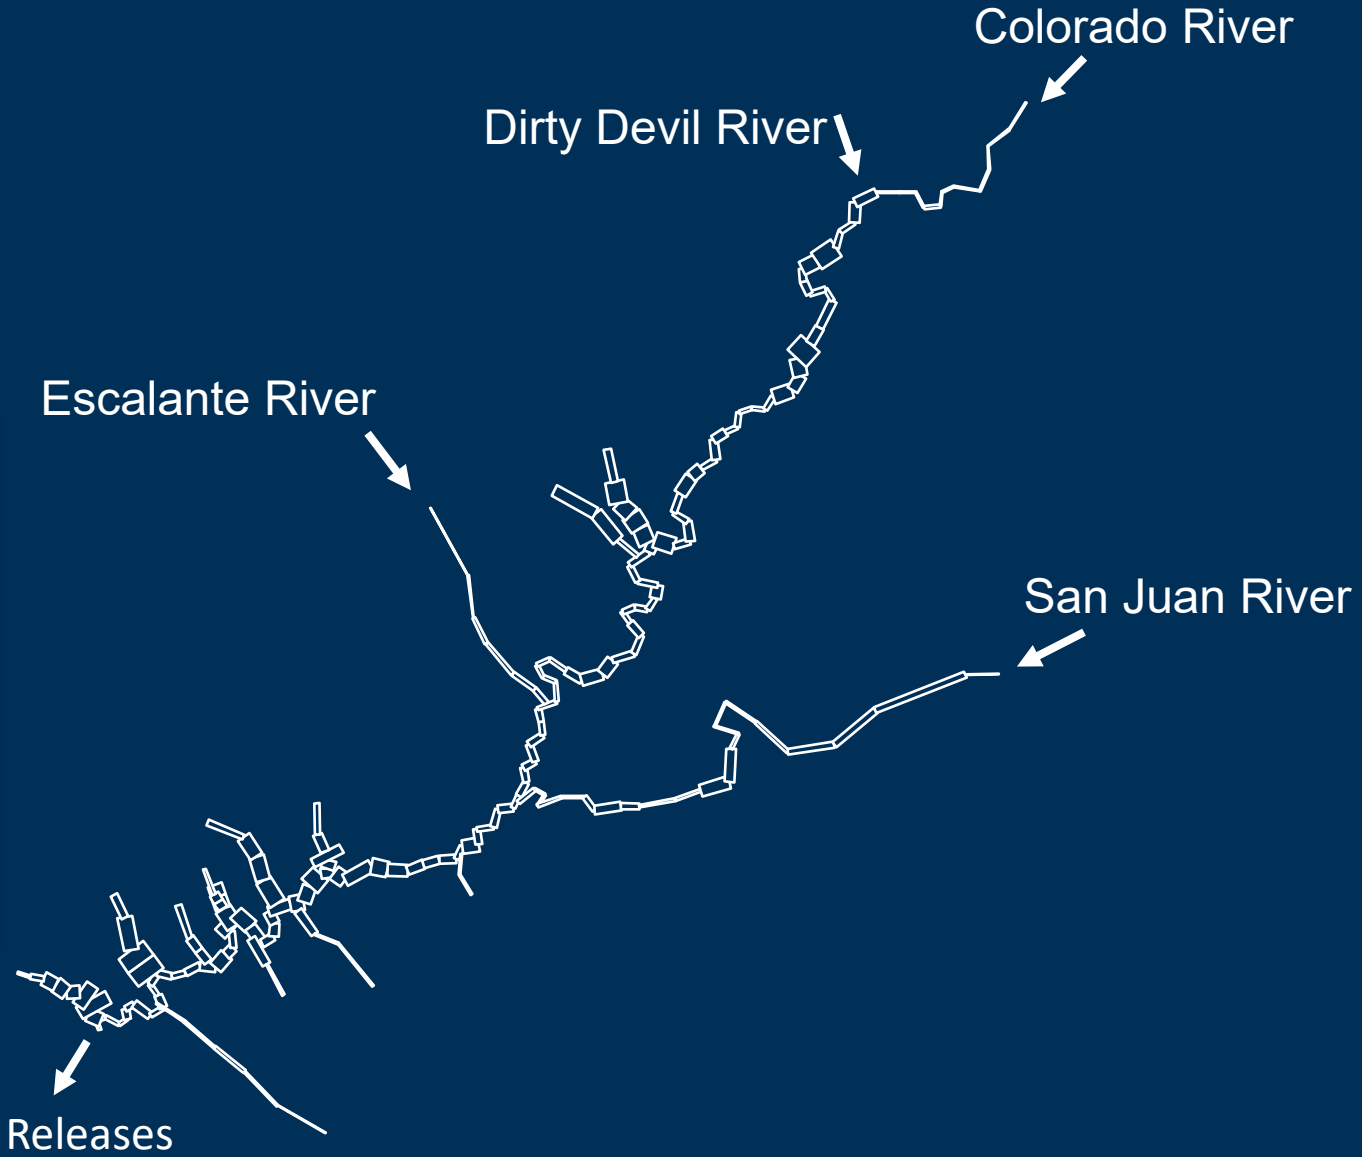 Colorado River
Dirty Devil River
Escalante River
San Juan River
Releases